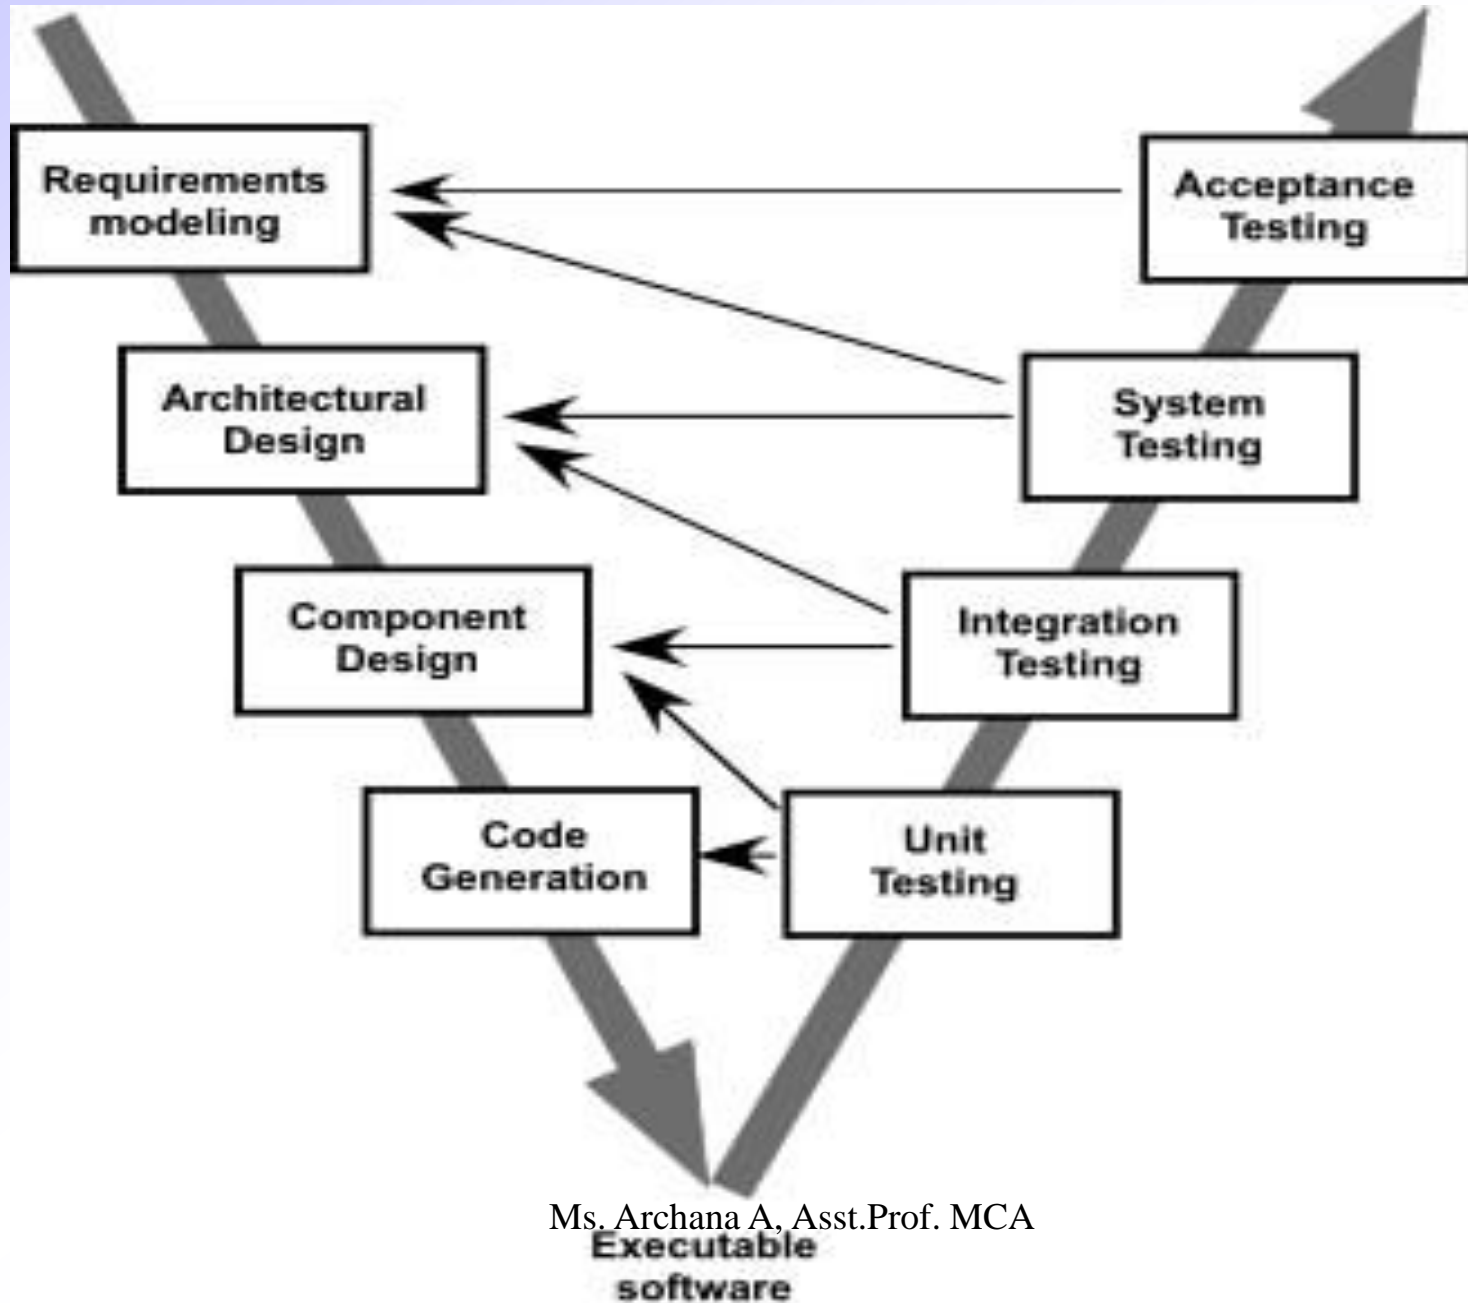 Requirements
modeling
Acceptance
Testing
Architectural
Design
System
Testing
Component
Design
Integration
Testing
Code
Generation
Unit
Testing
Ms. Archana A, Asst.Prof. MCA
Executable
software